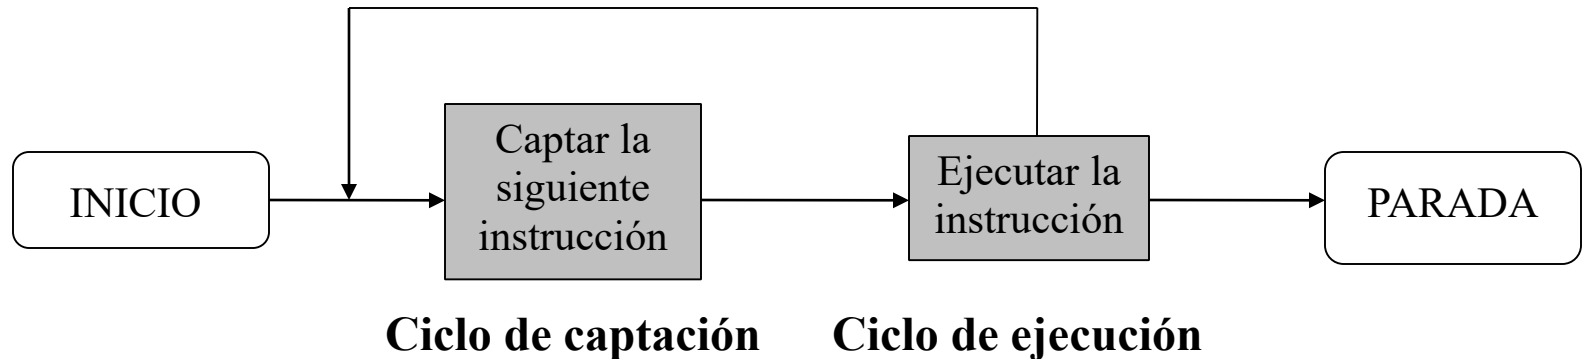 INICIO
Captar la
siguiente
instrucción
Ejecutar la
instrucción
PARADA
Ciclo de captación
Ciclo de ejecución